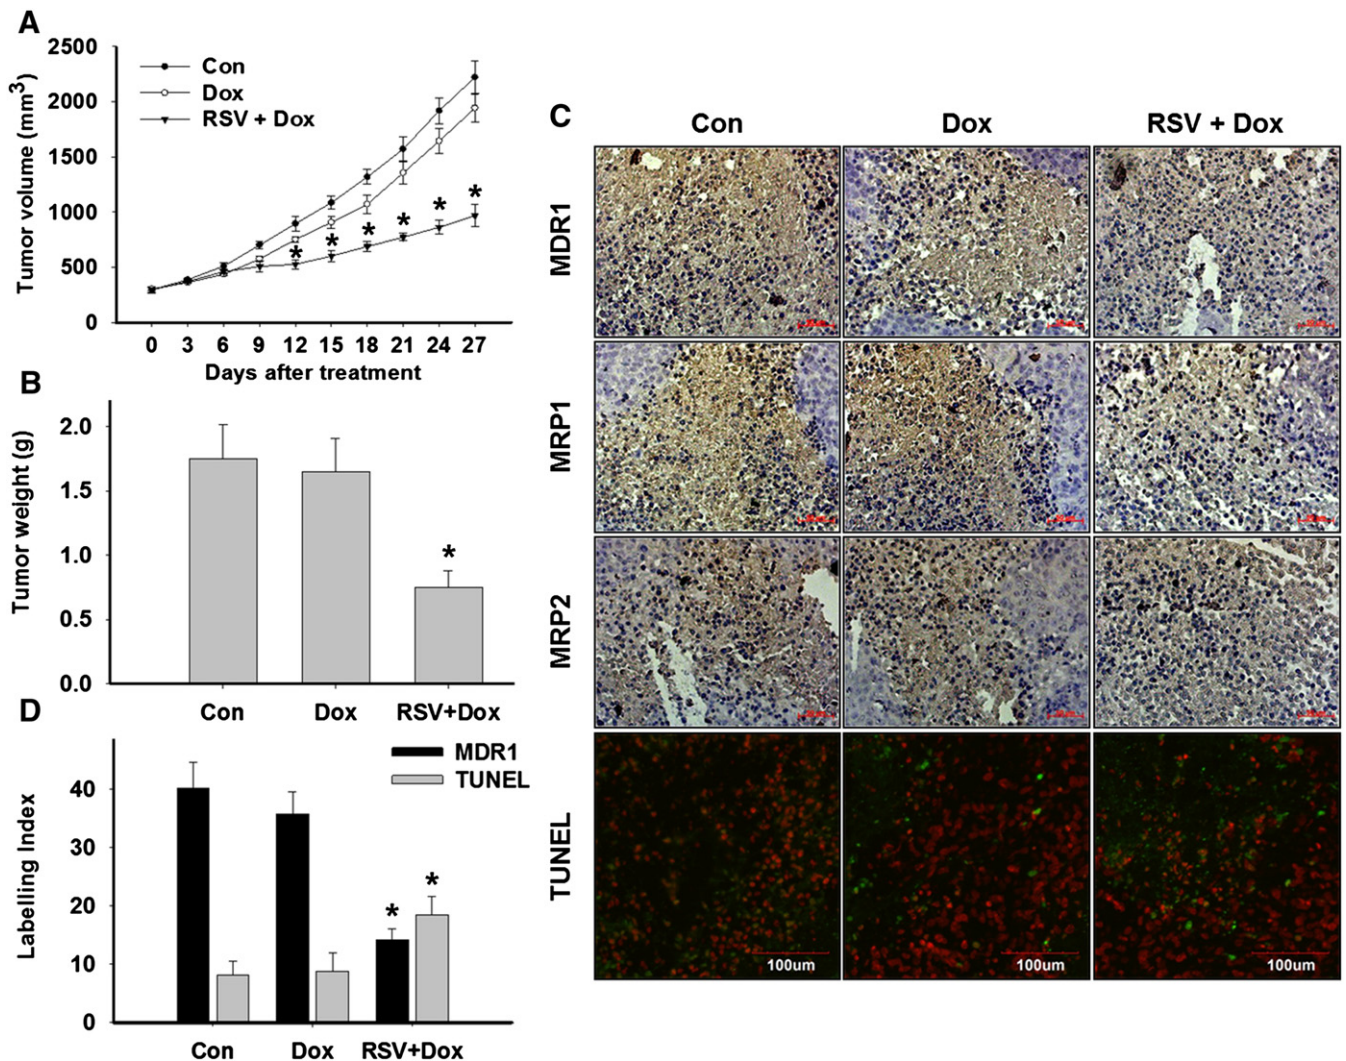 A
2500
2000
1500
1000
500
0
Tumor volume (mm3)
Con
Dox
RSV + Dox
*
*
*
*
*
*
0 3 6 9 12 15 18 21 24 27
Days after treatment
B
2.0
1.5
1.0
0.5
0.0
Tumor weight (g)
*
Con Dox RSV+Dox
D
40
30
20
10
0
Labelling Index
MDR1
TUNEL
*
*
Con Dox RSV+Dox
C
Con Dox RSV + Dox
MDR1
MRP1
MRP2
TUNEL
100um 100um 100um